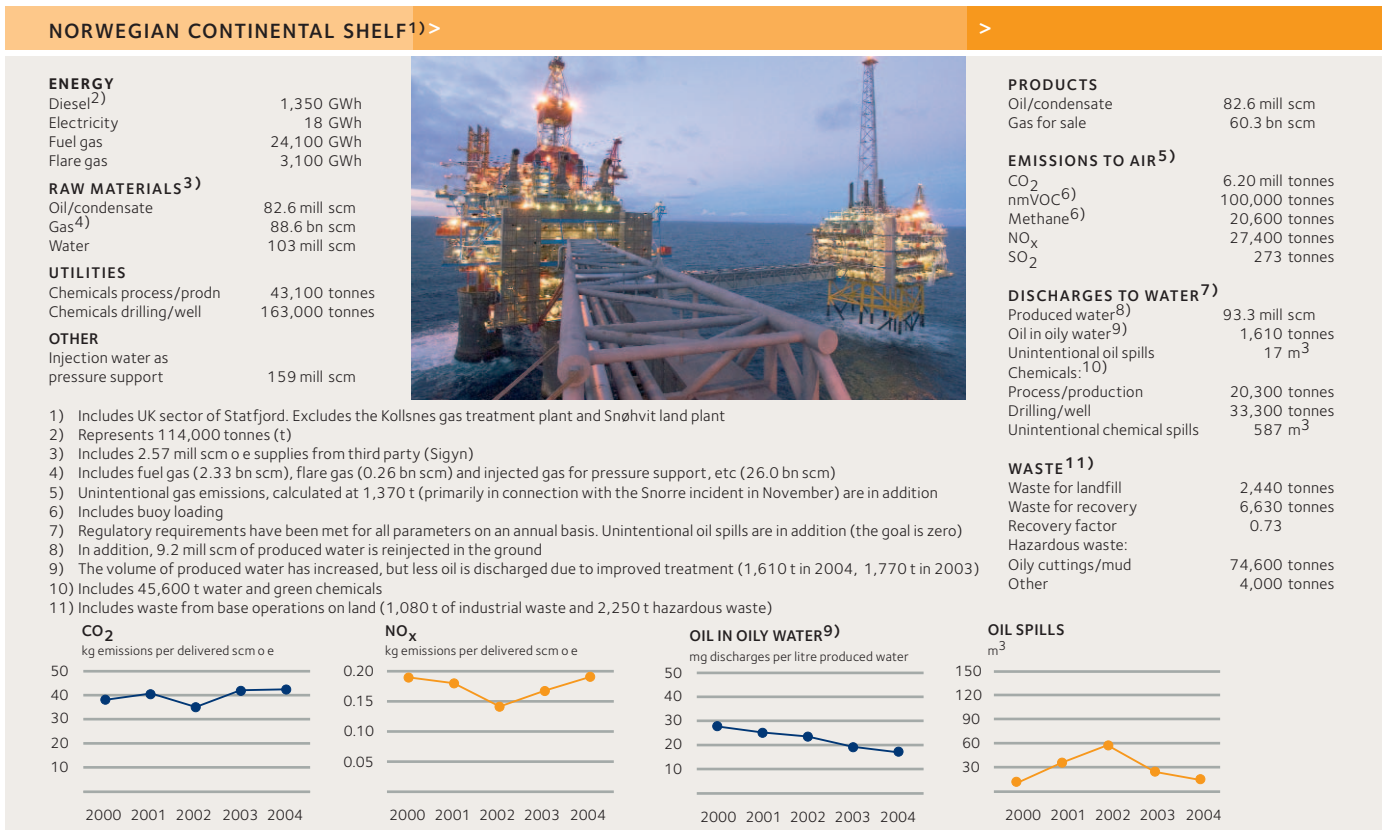 NORWEGIAN CONTINENTAL SHELF1) >
>
ENERGY
Diesel2) 1,350 GWh
Electricity 18 GWh
Fuel gas 24,100 GWh
Flare gas 3,100 GWh
RAW MATERIALS3)
Oil/condensate 82.6 mill scm
Gas4) 88.6 bn scm
Water 103 mill scm
UTILITIES
Chemicals process/prodn 43,100 tonnes
Chemicals drilling/well 163,000 tonnes
OTHER
Injection water as
pressure support 159 mill scm
PRODUCTS
Oil/condensate 82.6 mill scm
Gas for sale 60.3 bn scm
EMISSIONS TO AIR5)
CO2 6.20 mill tonnes
nmVOC6) 100,000 tonnes
Methane6) 20,600 tonnes
NOx 27,400 tonnes
SO2 273 tonnes
DISCHARGES TO WATER7)
Produced water8) 93.3 mill scm
Oil in oily water9) 1,610 tonnes
Unintentional oil spills 17 m3
Chemicals:10)
Process/production 20,300 tonnes
Drilling/well 33,300 tonnes
Unintentional chemical spills 587 m3
WASTE11)
Waste for landfill 2,440 tonnes
Waste for recovery 6,630 tonnes
Recovery factor 0.73
Hazardous waste:
Oily cuttings/mud 74,600 tonnes
Other 4,000 tonnes
1) Includes UK sector of Statfjord. Excludes the Kollsnes gas treatment plant and Snøhvit land plant
2) Represents 114,000 tonnes (t)
3) Includes 2.57 mill scm o e supplies from third party (Sigyn)
4) Includes fuel gas (2.33 bn scm), flare gas (0.26 bn scm) and injected gas for pressure support, etc (26.0 bn scm)
5) Unintentional gas emissions, calculated at 1,370 t (primarily in connection with the Snorre incident in November) are in addition
6) Includes buoy loading
7) Regulatory requirements have been met for all parameters on an annual basis. Unintentional oil spills are in addition (the goal is zero)
8) In addition, 9.2 mill scm of produced water is reinjected in the ground
9) The volume of produced water has increased, but less oil is discharged due to improved treatment (1,610 t in 2004, 1,770 t in 2003)
10) Includes 45,600 t water and green chemicals
11) Includes waste from base operations on land (1,080 t of industrial waste and 2,250 t hazardous waste)
CO2
kg emissions per delivered scm o e
50
40
30
20
10
2000 2001 2002 2003 2004
NOx
kg emissions per delivered scm o e
0.20
0.15
0.10
0.05
2000 2001 2002 2003 2004
OIL IN OILY WATER9)
mg discharges per litre produced water
50
40
30
20
10
2000 2001 2002 2003 2004
OIL SPILLS
m3
150
120
90
60
30
2000 2001 2002 2003 2004